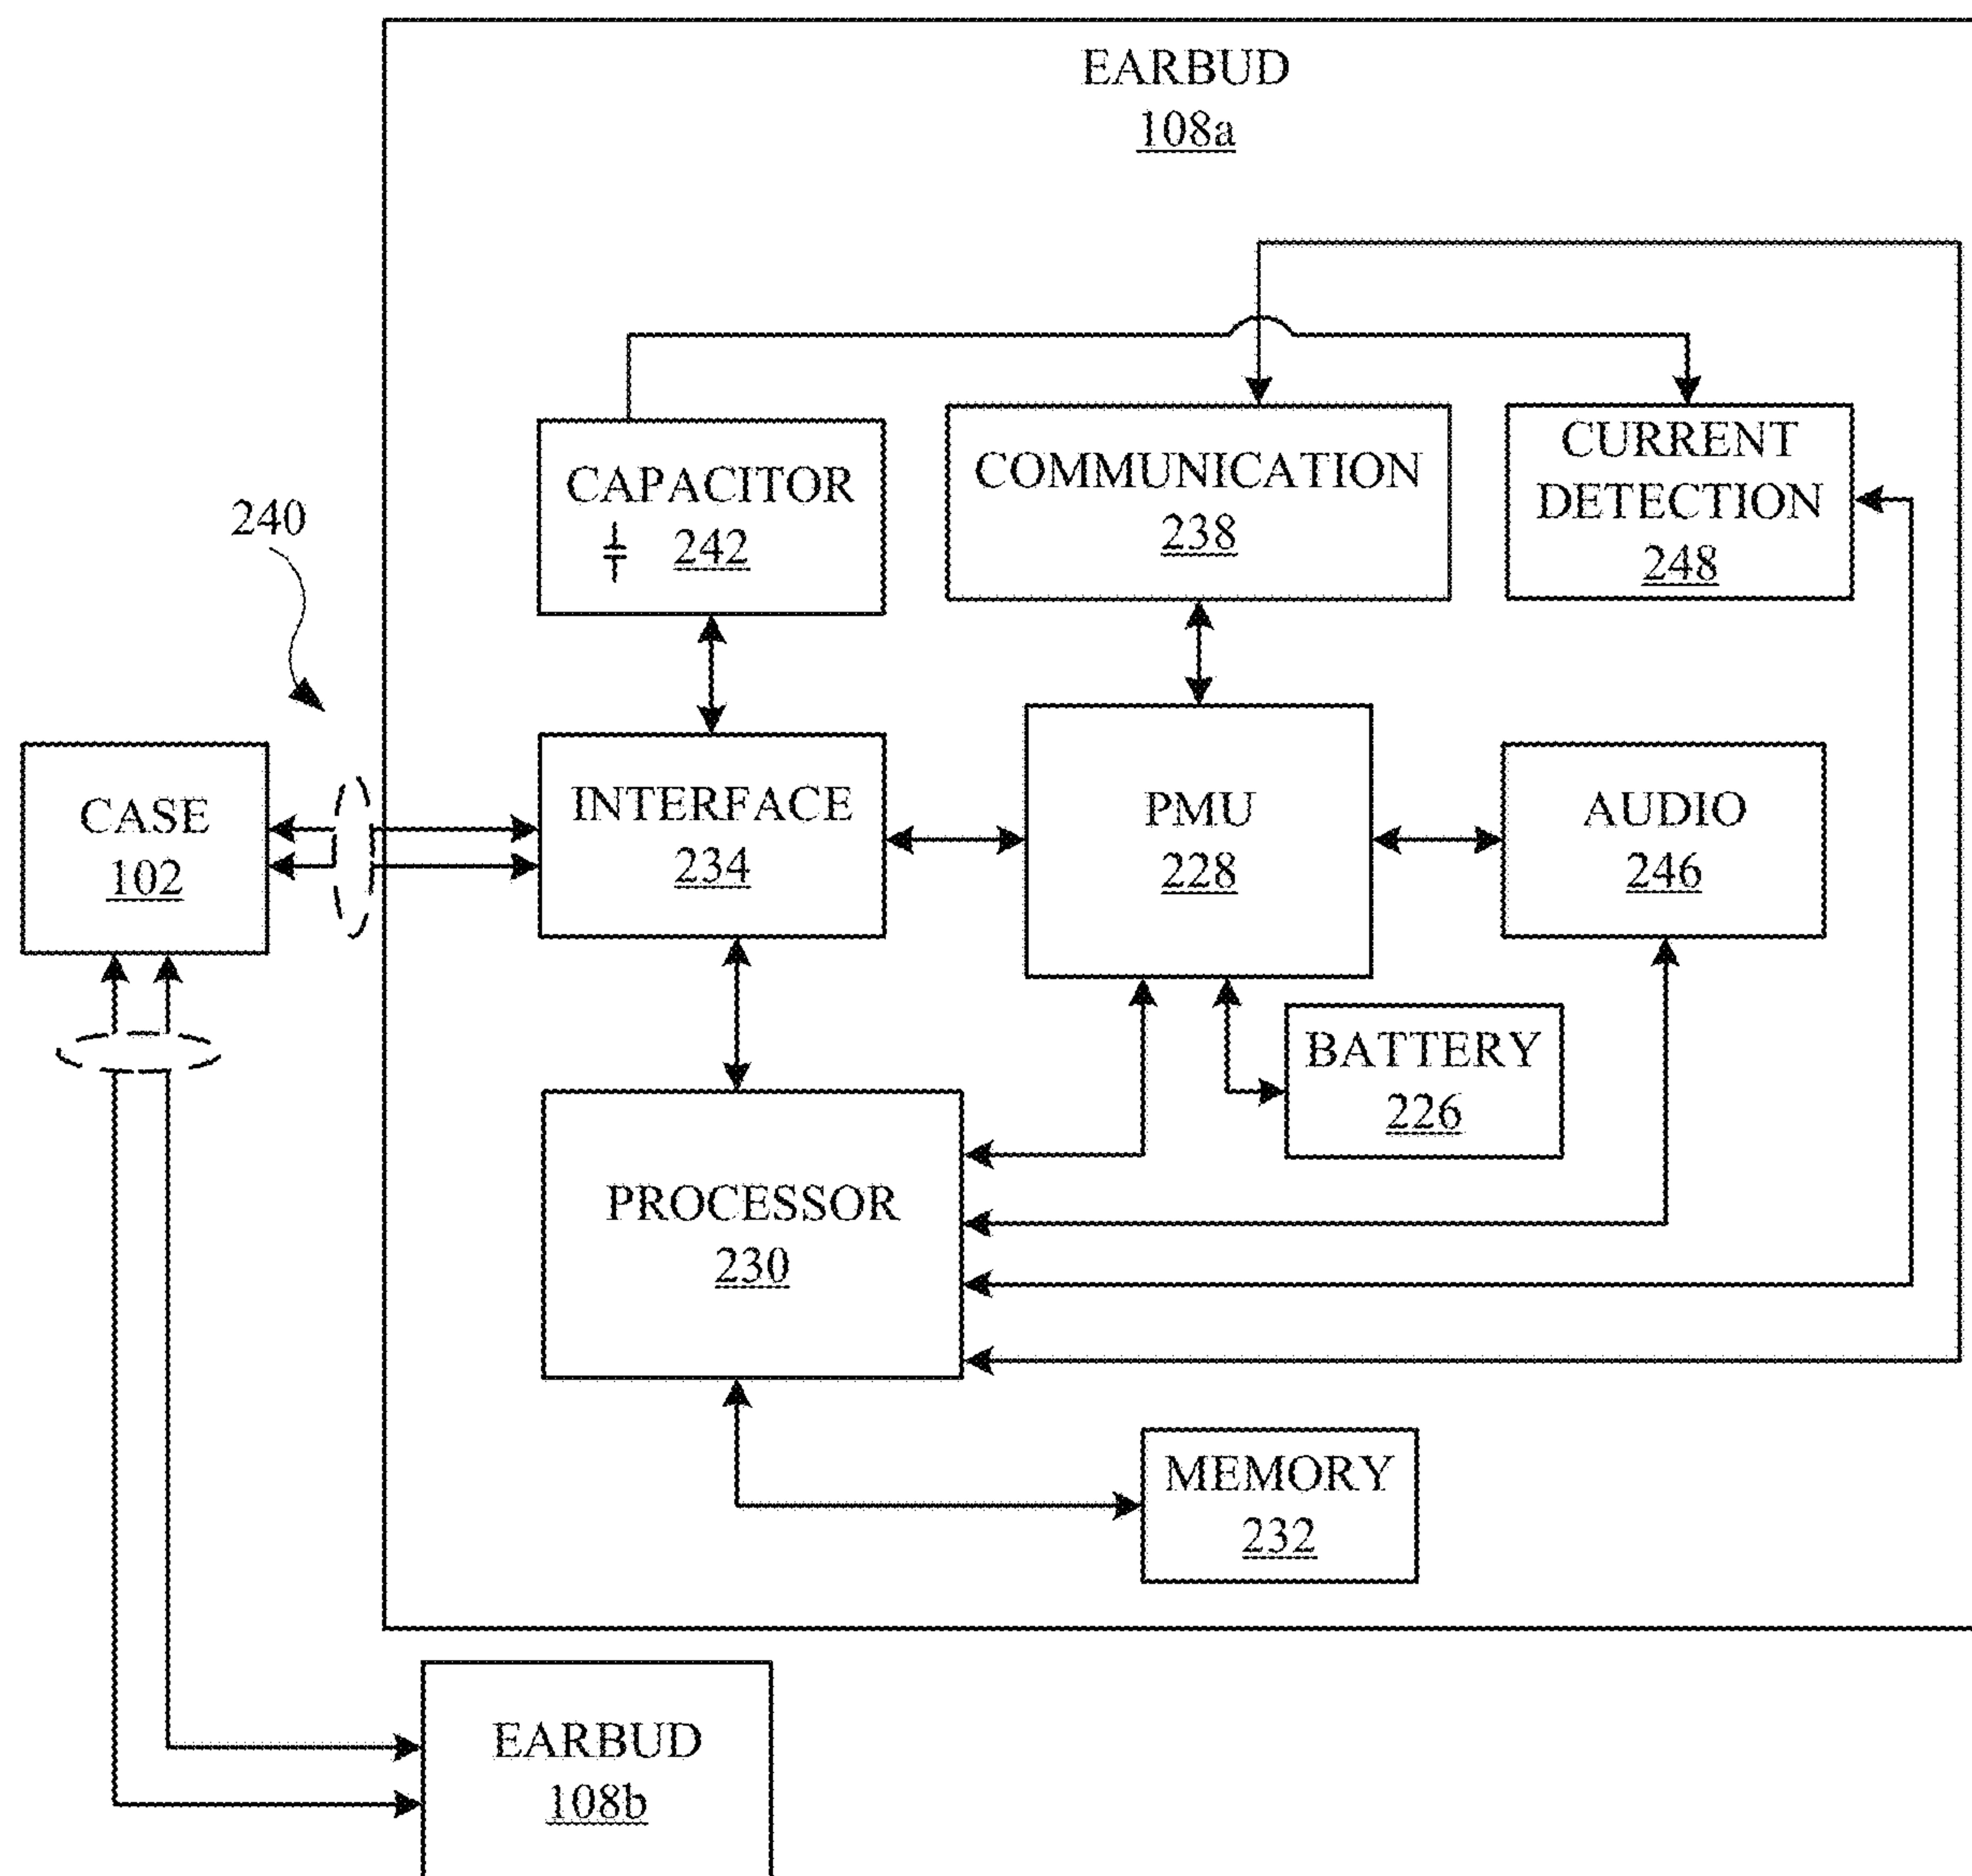 EARBUD
108a
CAPACITOR
242
COMMUNICATION
238
CURRENT
DETECTION
248
240
CASE
102
INTERFACE
234
PMU
228
AUDIO
246
BATTERY
226
PROCESSOR
230
MEMORY
232
EARBUD
108b